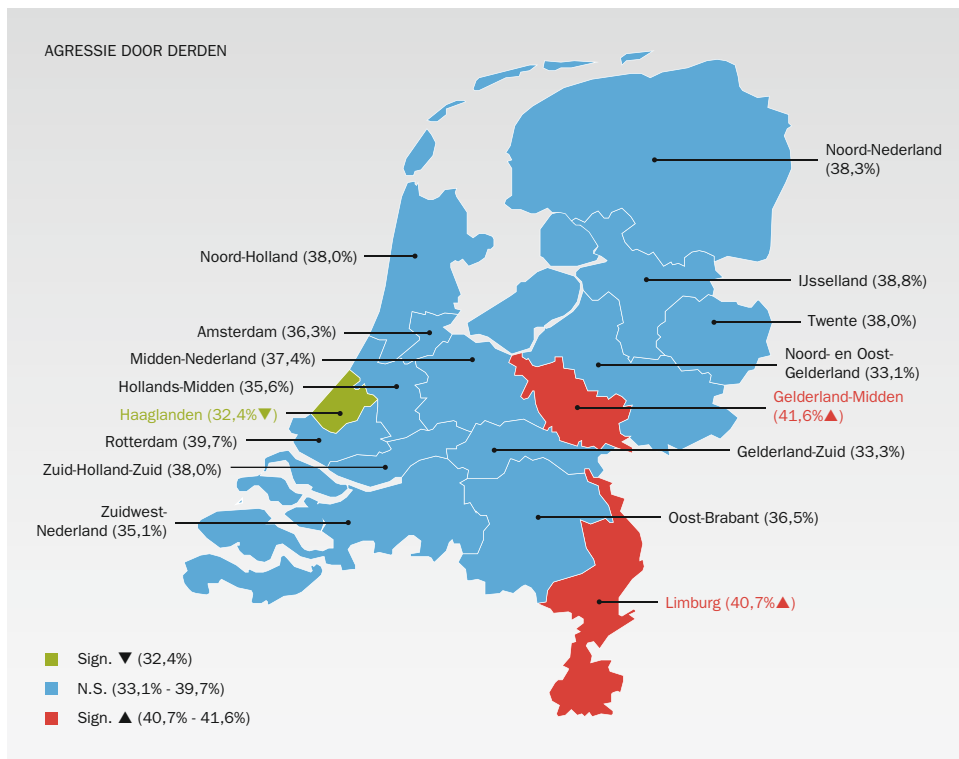 AGRESSIE DOOR DERDEN
Noord-Nederland
(38,3%)
Noord-Holland (38,0%)
IJsselland (38,8%)
Amsterdam (36,3%)
Twente (38,0%)
Midden-Nederland (37,4%)
Noord- en Oost-
Gelderland (33,1%)
Hollands-Midden (35,6%)
Gelderland-Midden
(41,6%▲)
Haaglanden (32,4%▼)
Rotterdam (39,7%)
Gelderland-Zuid (33,3%)
Zuid-Holland-Zuid (38,0%)
Zuidwest-
Nederland (35,1%)
Oost-Brabant (36,5%)
Limburg (40,7%▲)
Sign. ▼ (32,4%)
N.S. (33,1% - 39,7%)
Sign. ▲ (40,7% - 41,6%)